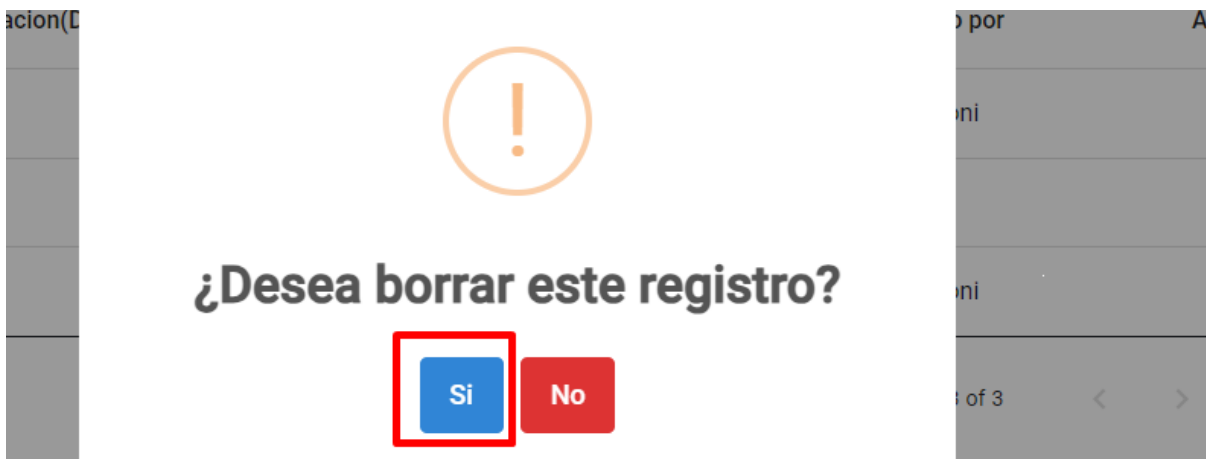 acion(D
o por
A
oni
¿Desea borrar este registro?
oni
Si
No
of 3